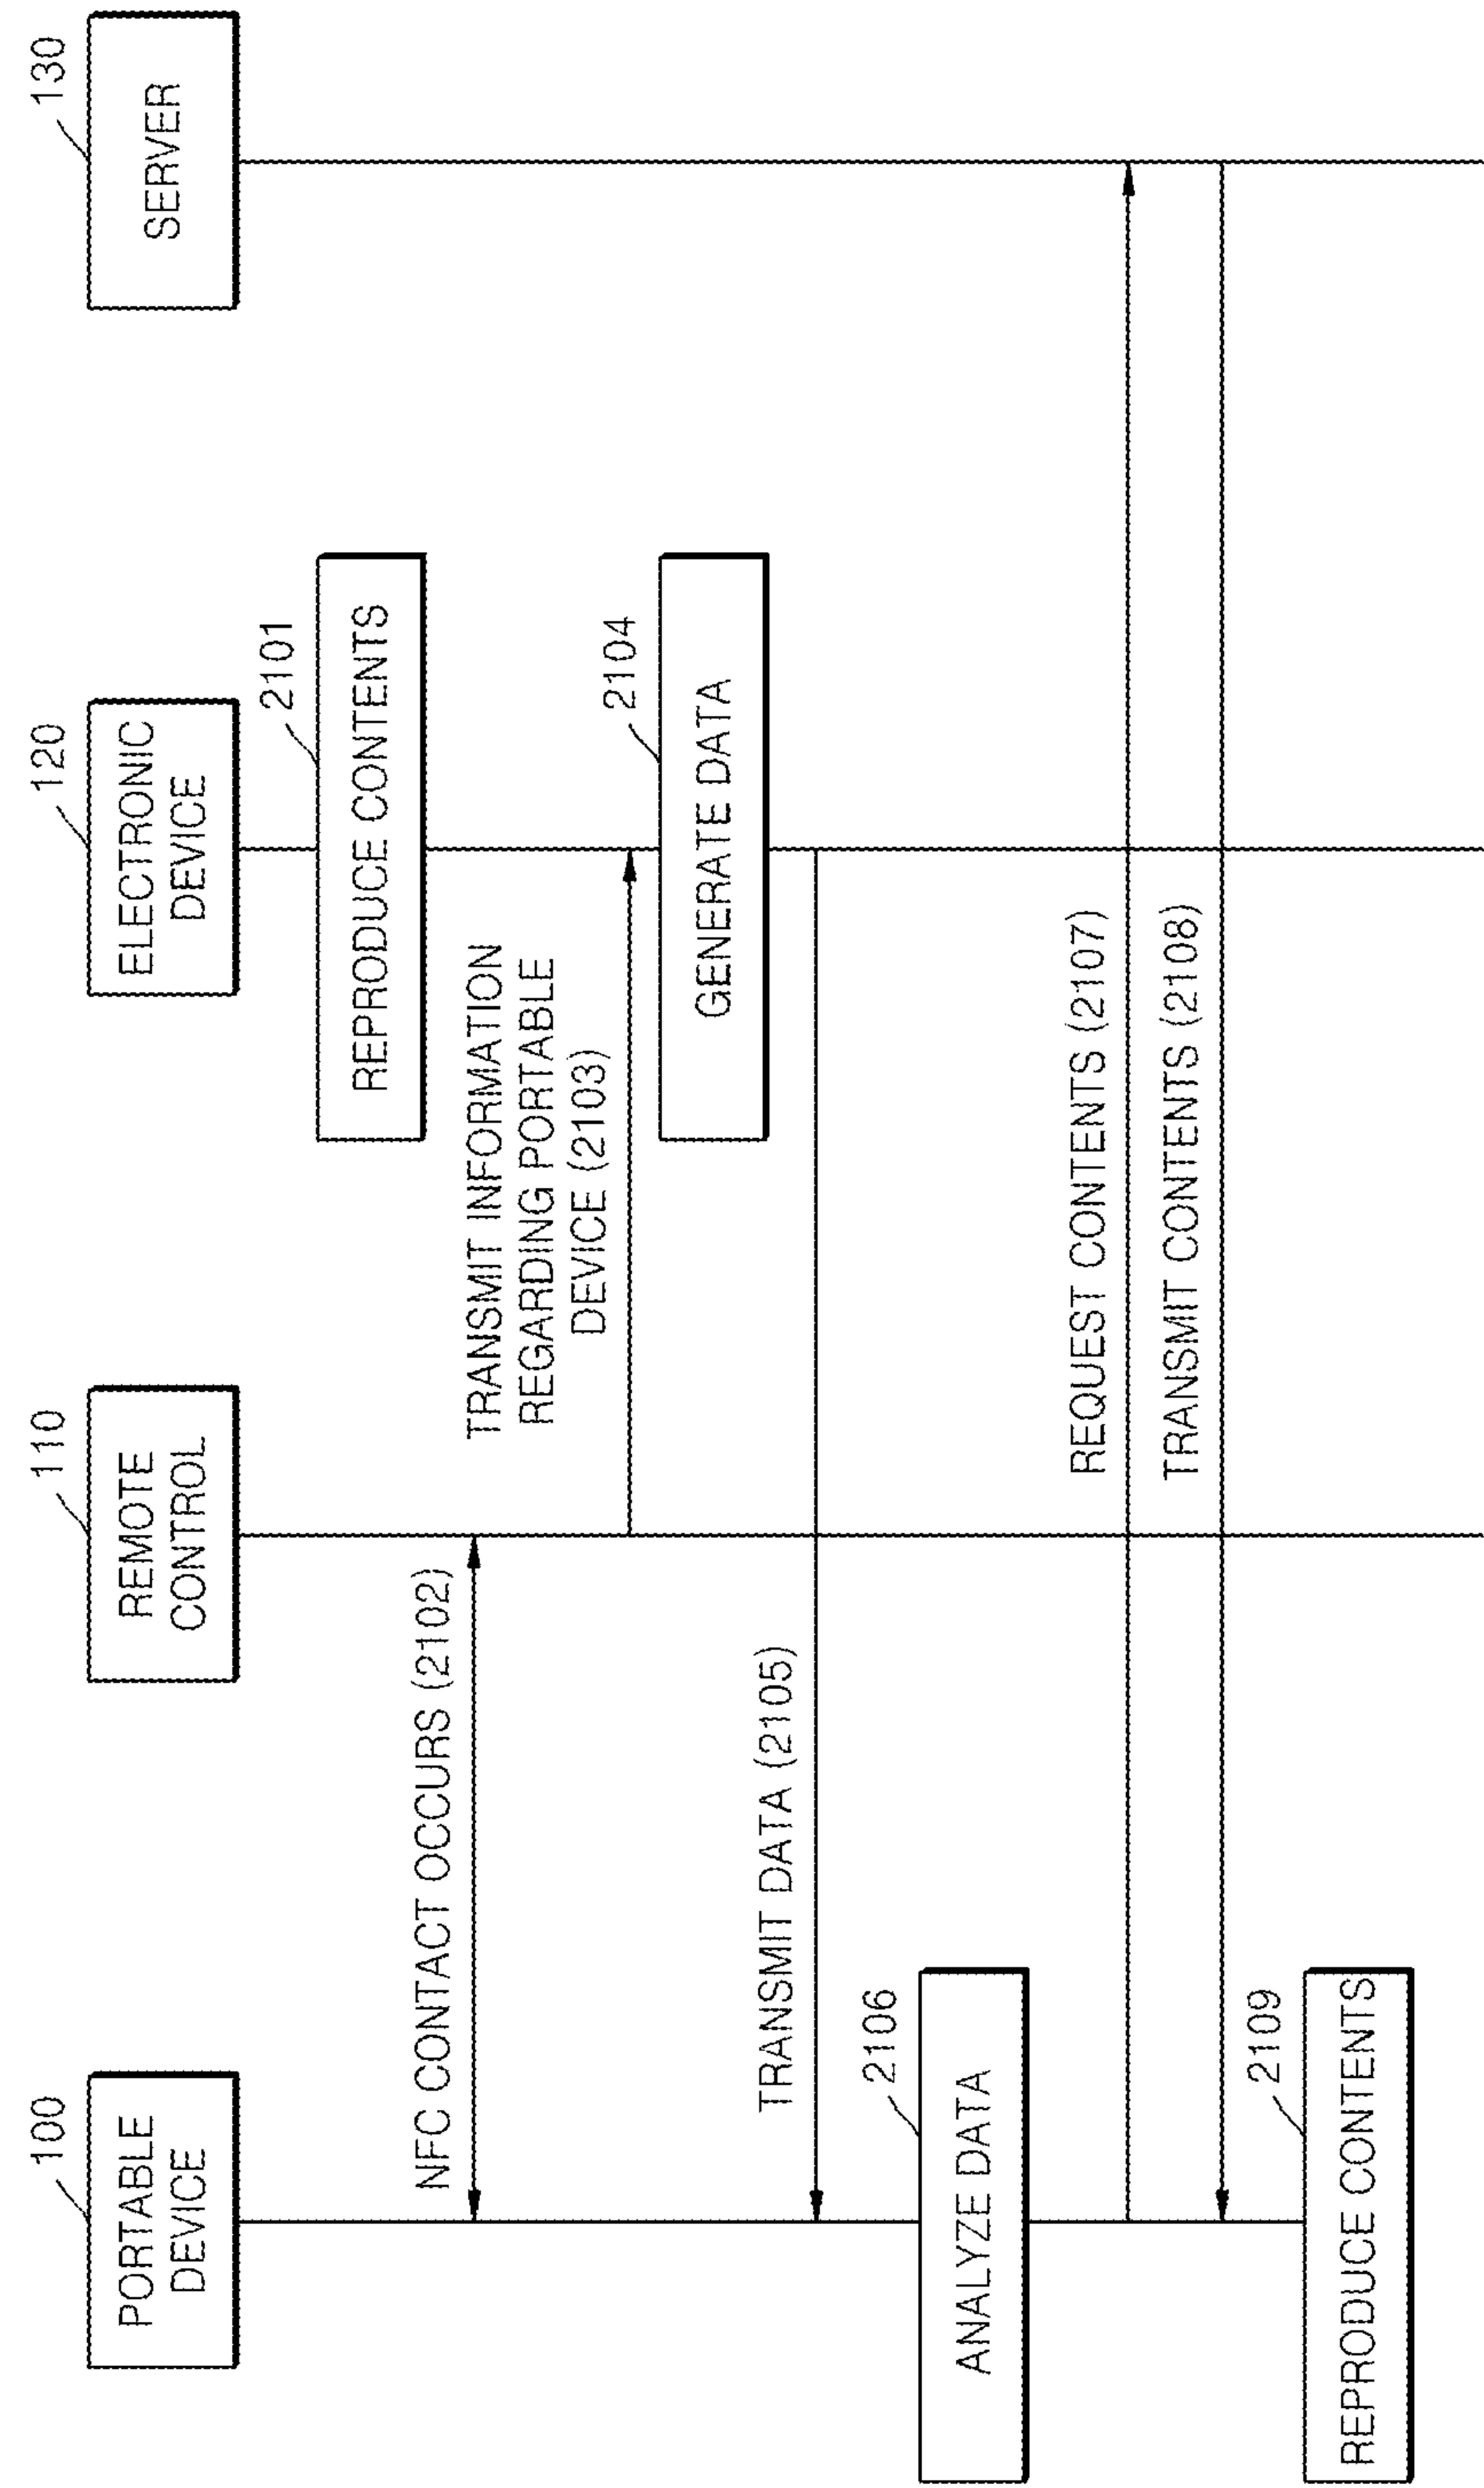 100
PORTABLE
DEVICE
110
REMOTE
CONTROL
120
ELECTRONIC
DEVICE
130
SERVER
2101
REPRODUCE CONTENTS
NFC CONTACT OCCURS (2102)
TRANSMIT INFORMATION
REGARDING PORTABLE
DEVICE (2103)
2104
GENERATE DATA
TRANSMIT DATA (2105)
2106
ANALYZE DATA
REQUEST CONTENTS (2107)
TRANSMIT CONTENTS (2108)
2109
REPRODUCE CONTENTS